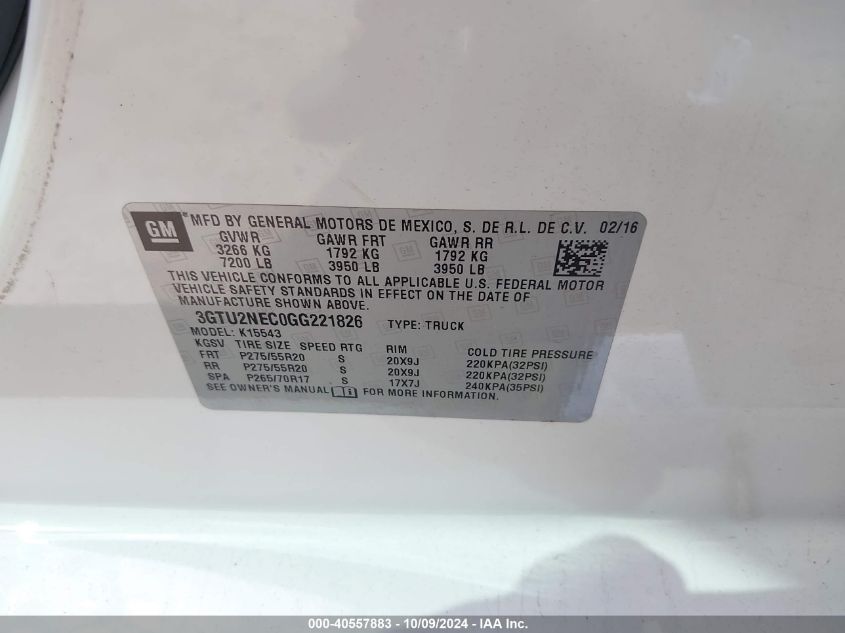 GM
MFD BY GENERAL MOTORS DE MEXICO, S. DE R.L. DE C.V. 02/16
GVWR GAWR FRT GAWR RR
3266 KG 1792 KG 1792 KG
7200 LB 3950 LB 3950 LB
THIS VEHICLE CONFORMS TO ALL APPLICABLE U.S. FEDERAL MOTOR
VEHICLE SAFETY STANDARDS IN EFFECT ON THE DATE OF
MANUFACTURE SHOWN ABOVE.
3GTU2NEC0GG221826 TYPE: TRUCK
MODEL: K15543
KGSV TIRE SIZE SPEED RTG RIM COLD TIRE PRESSURE
FRT P275/55R20 S 20X9J 220KPA(32PSI)
RR P275/55R20 S 20X9J 220KPA(32PSI)
SPA P265/70R17 S 17X7J 240KPA(35PSI)
SEE OWNER'S MANUAL FOR MORE INFORMATION.
000-40557883 - 10/09/2024 - IAA Inc.